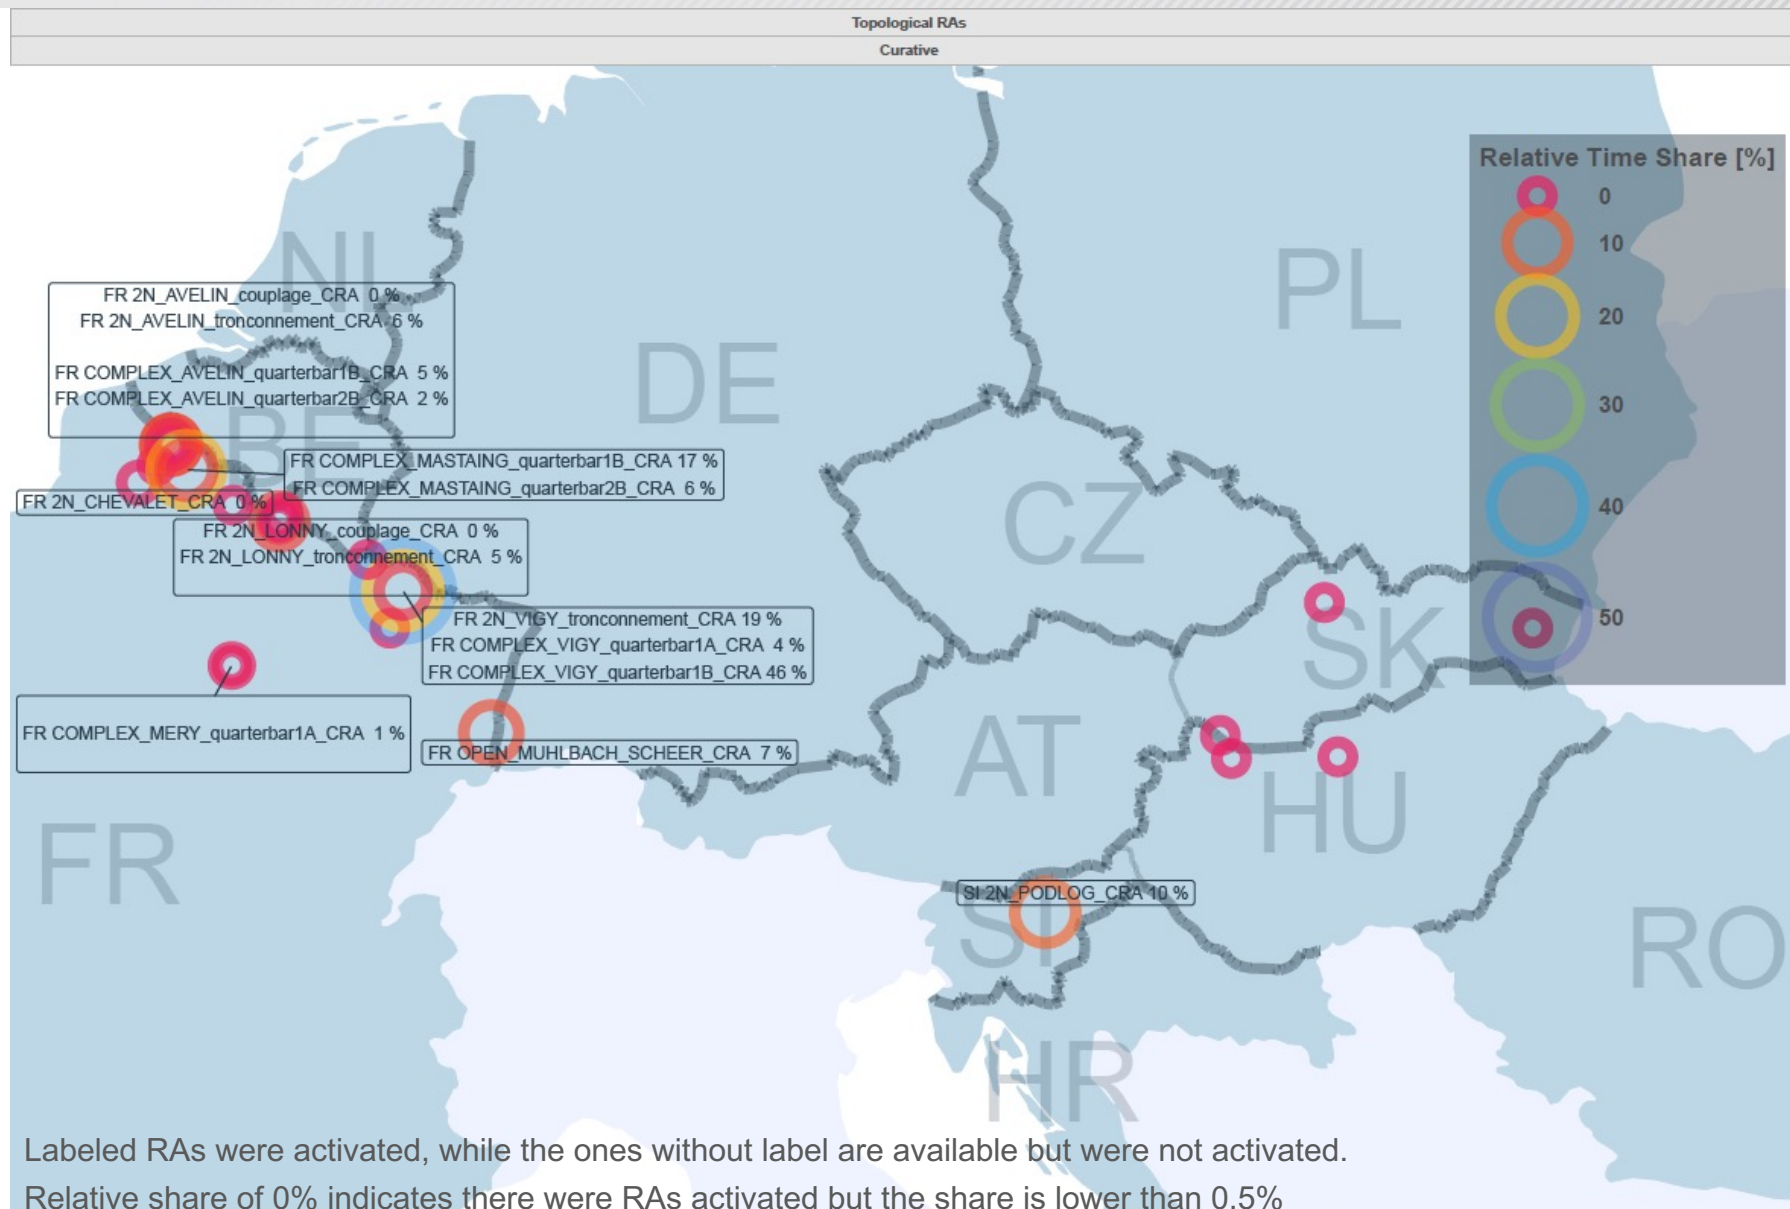 Topological RAs
Curative
Relative Time Share [%]
0
10
20
30
40
50
NL
BE
DE
PL
CZ
SK
AT
HU
FR
SI
HR
RO
FR 2N_AVELIN_couplage_CRA 0 %
FR 2N_AVELIN_tronconnement_CRA 6 %
FR COMPLEX_AVELIN_quarterbar1B_CRA 5 %
FR COMPLEX_AVELIN_quarterbar2B_CRA 2 %
FR COMPLEX_MASTAING_quarterbar1B_CRA 17 %
FR COMPLEX_MASTAING_quarterbar2B_CRA 6 %
FR 2N_CHEVALET_CRA 0 %
FR 2N_LONNY_couplage_CRA 0 %
FR 2N_LONNY_tronconnement_CRA 5 %
FR 2N_VIGY_tronconnement_CRA 19 %
FR COMPLEX_VIGY_quarterbar1A_CRA 4 %
FR COMPLEX_VIGY_quarterbar1B_CRA 46 %
FR COMPLEX_MERY_quarterbar1A_CRA 1 %
FR OPEN_MUHLBACH_SCHEER_CRA 7 %
SI 2N_PODLOG_CRA 10 %
Labeled RAs were activated, while the ones without label are available but were not activated.
Relative share of 0% indicates there were RAs activated but the share is lower than 0.5%